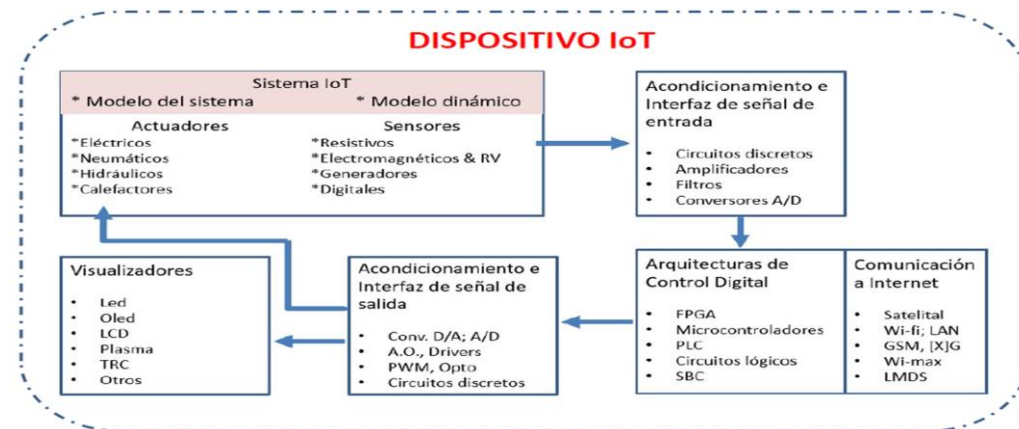 DISPOSITIVO IoT
Sistema IoT
* Modelo del sistema * Modelo dinámico
Actuadores
*Eléctricos
*Neumáticos
*Hidráulicos
*Calefactores
Sensores
*Resistivos
*Electromagnéticos & RV
*Generadores
*Digitales
Acondicionamiento e
Interfaz de señal de
entrada
• Circuitos discretos
• Amplificadores
• Filtros
• Conversores A/D
Visualizadores
• Led
• Oled
• LCD
• Plasma
• TRC
• Otros
Acondicionamiento e
Interfaz de señal de
salida
• Conv. D/A; A/D
• A.O., Drivers
• PWM, Opto
• Circuitos discretos
Arquitecturas de
Control Digital
• FPGA
• Microcontroladores
• PLC
• Circuitos lógicos
• SBC
Comunicación
a Internet
• Satelital
• Wi-fi; LAN
• GSM, [X]G
• Wi-max
• LMDS